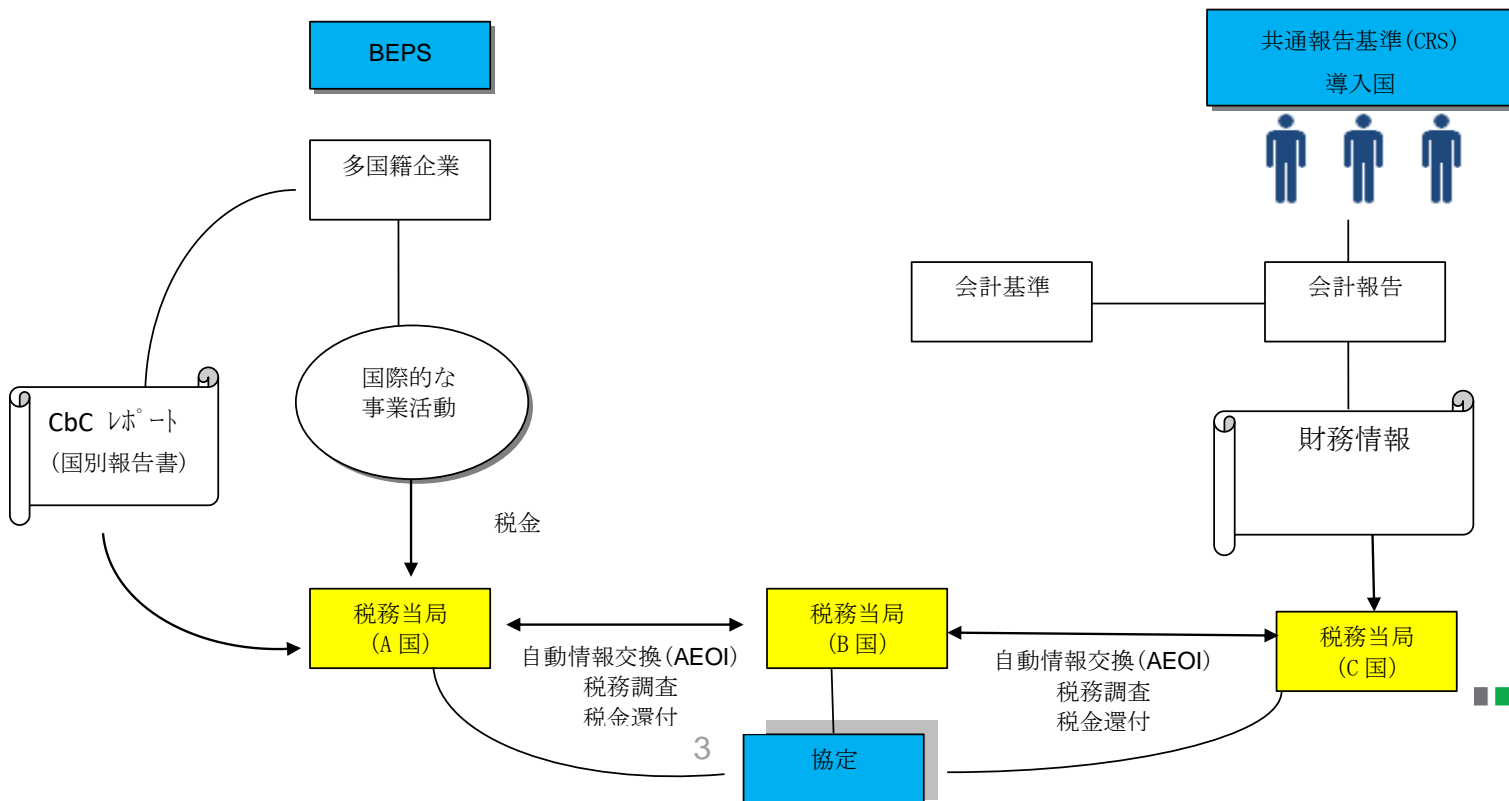 BEPS
共通報告基準(CRS)
導入国
多国籍企業
会計基準
会計報告
国際的な
事業活動
CbC ﾚﾎﾟｰﾄ
(国別報告書)
財務情報
税金
税務当局
(A 国)
自動情報交換(AEOI)
税務調査
税金還付
税務当局
(B 国)
自動情報交換(AEOI)
税務調査
税金還付
税務当局
(C 国)
3
協定